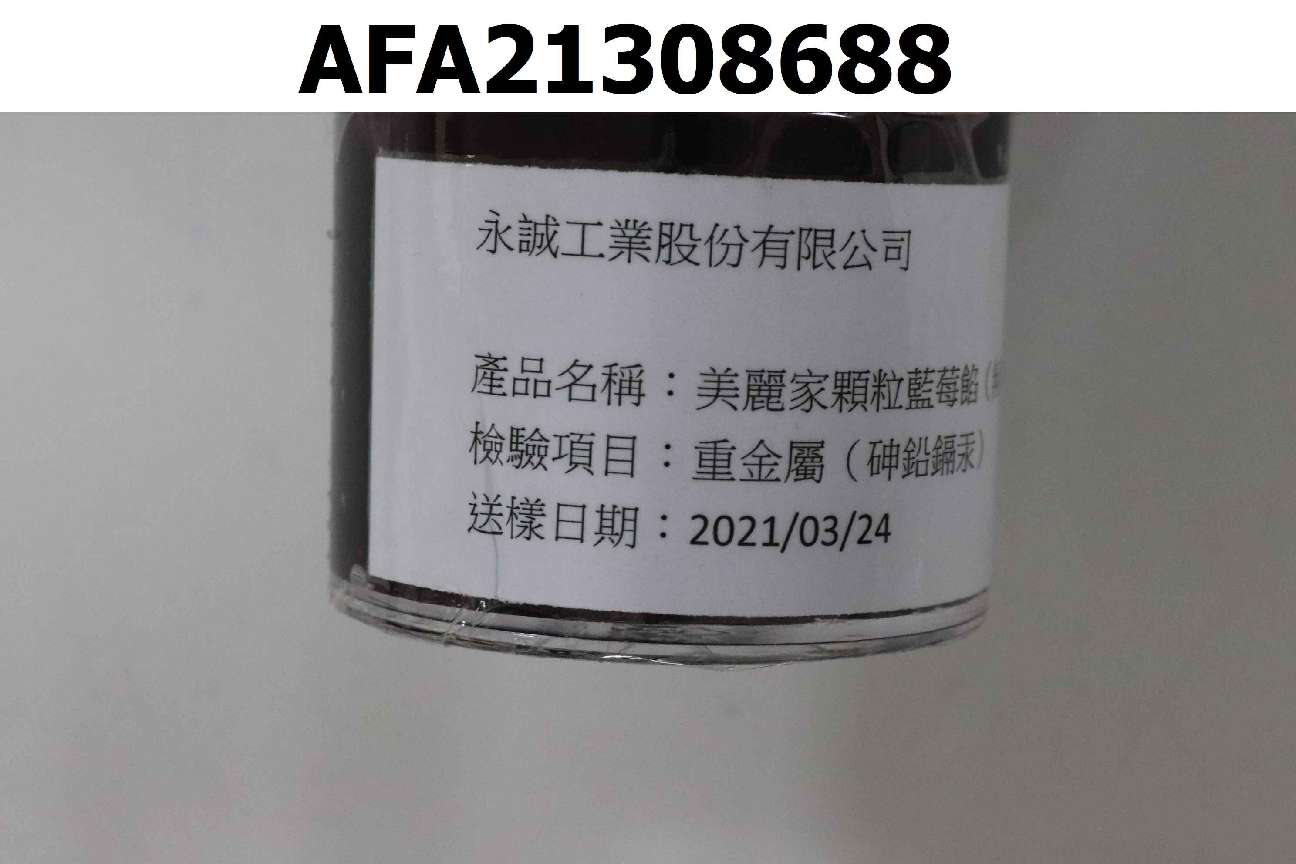 AFA21308688
永誠工業股份有限公司
產品名稱：美麗家顆粒藍莓餡（
檢驗項目：重金屬（砷鉛鎘汞）
送樣日期：2021/03/24